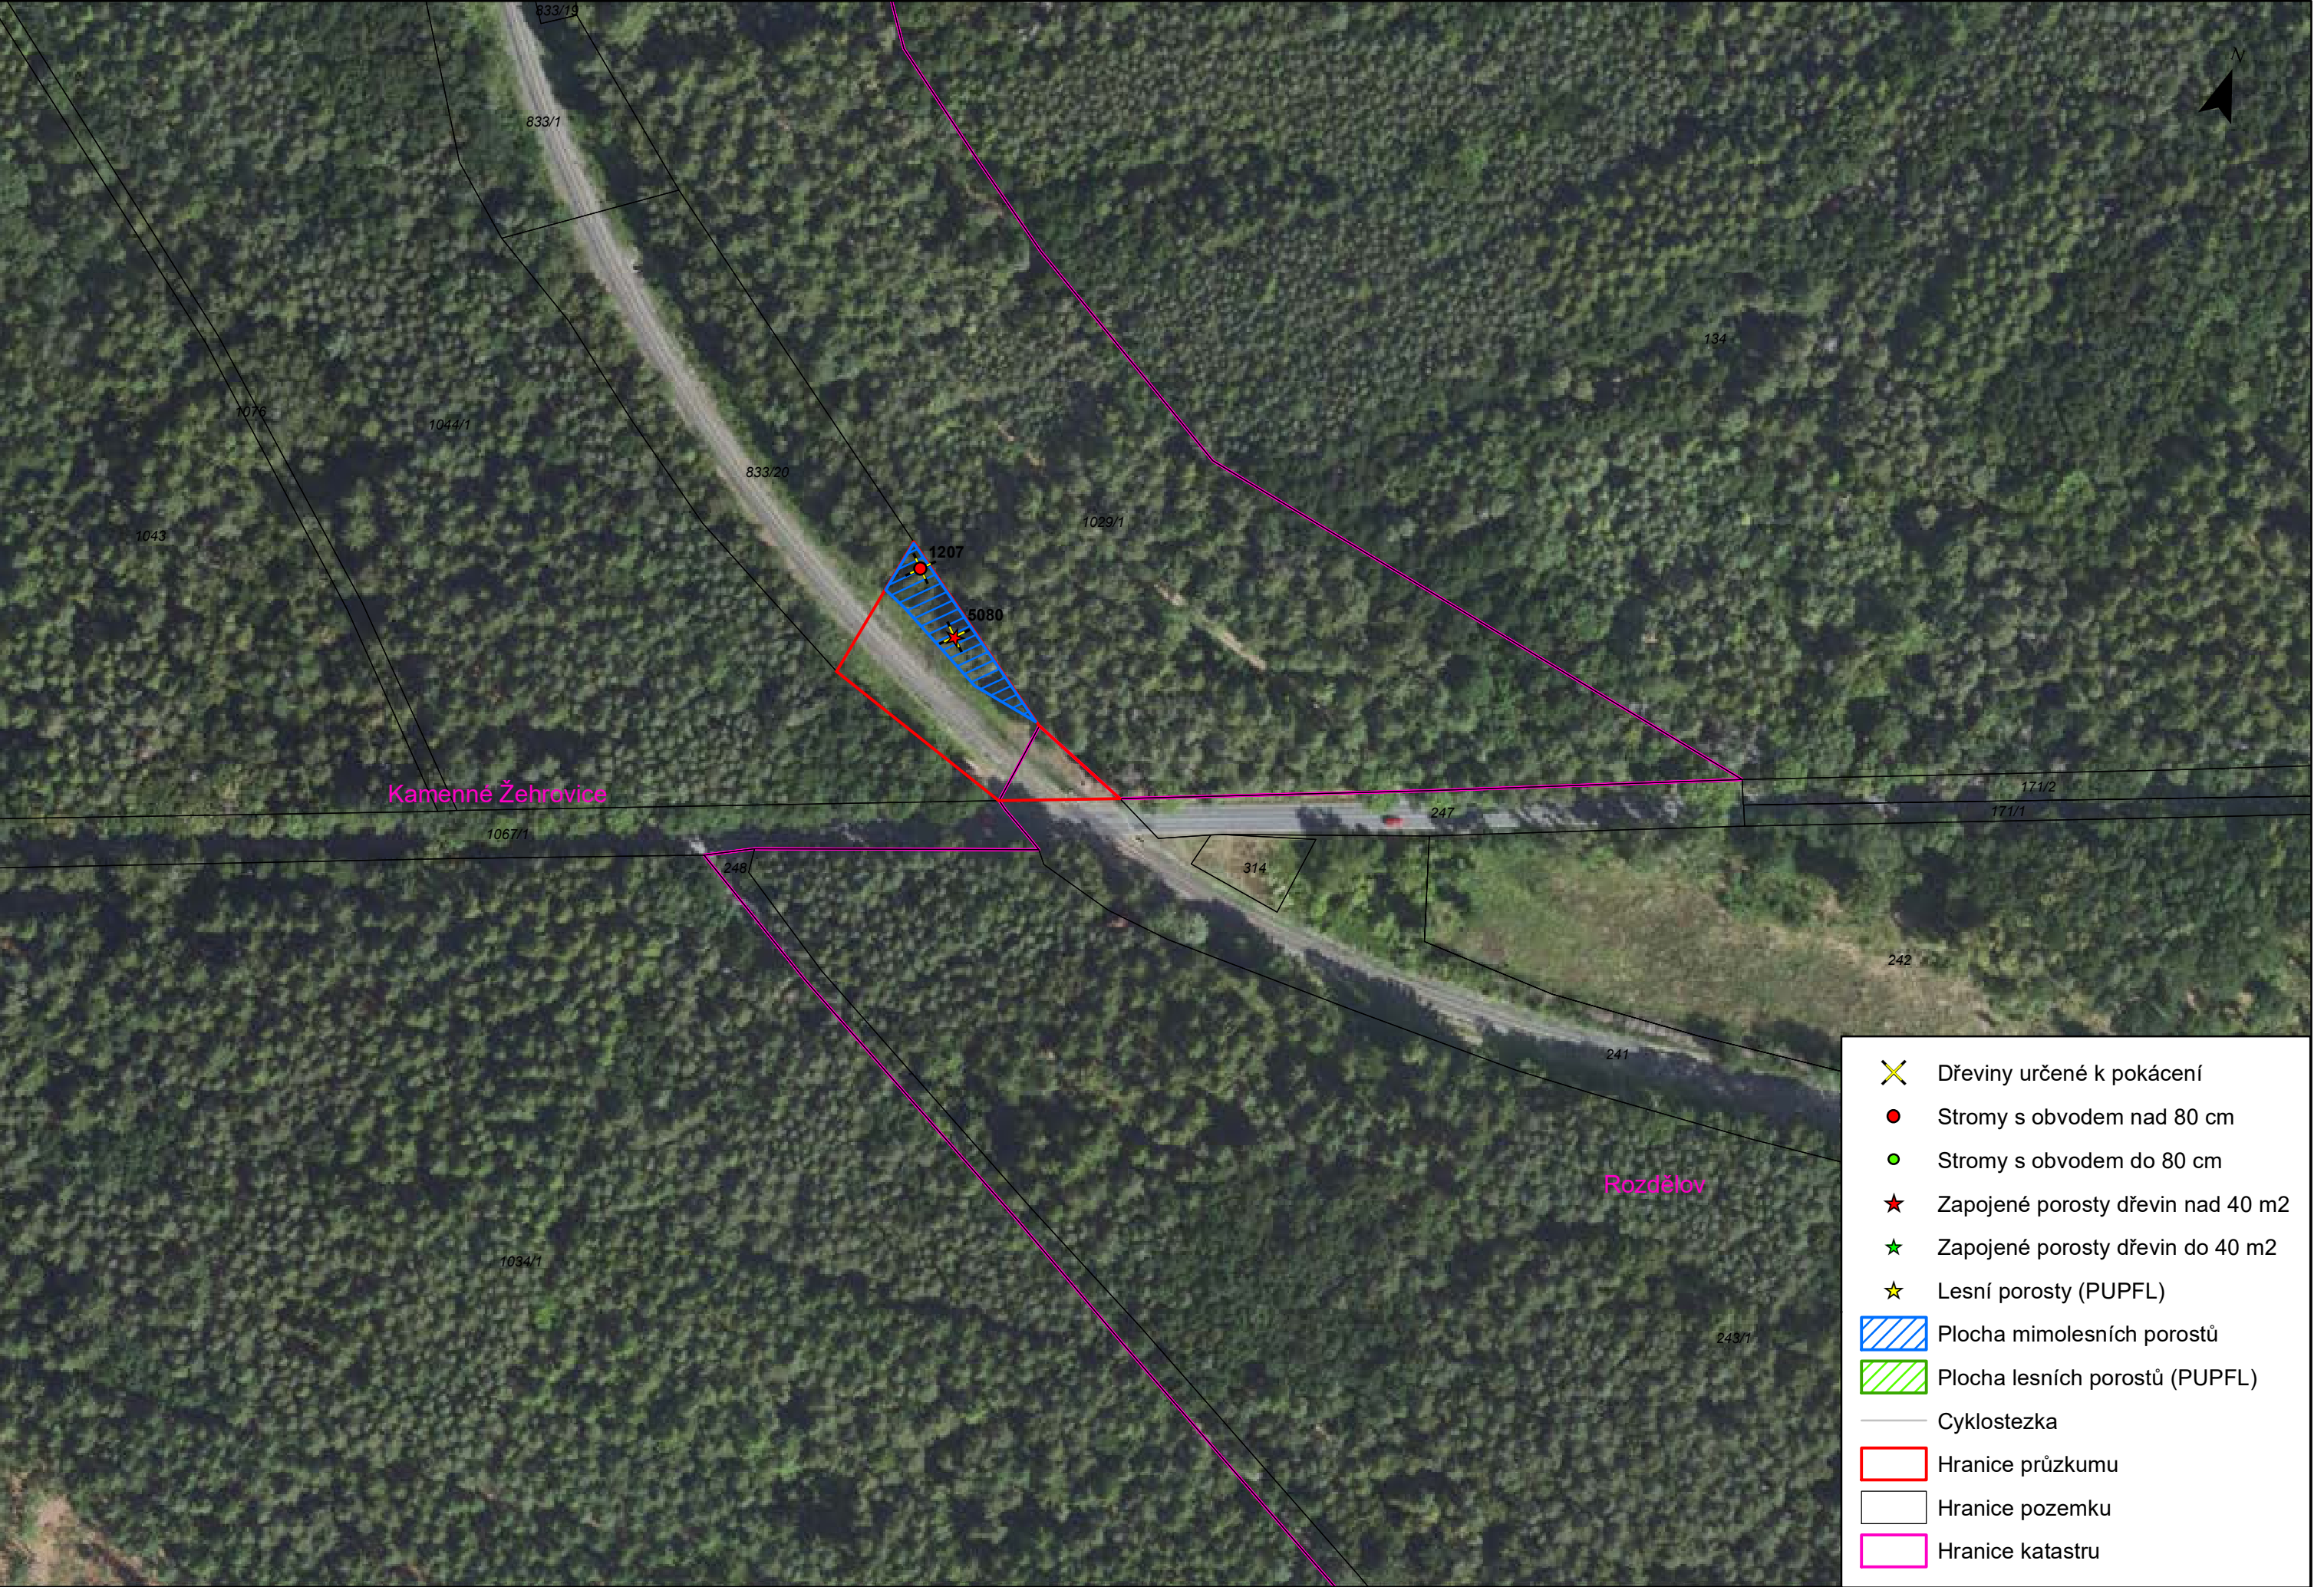 833/19
N
833/1
134
1076
1044/1
833/20
1029/1
1043
1207
5080
Kamenné Žehrovice
171/2
171/1
247
1067/1
248
314
242
241
Rozdělov
1034/1
243/1
Dřeviny určené k pokácení
Stromy s obvodem nad 80 cm
Stromy s obvodem do 80 cm
Zapojené porosty dřevin nad 40 m2
Zapojené porosty dřevin do 40 m2
Lesní porosty (PUPFL)
Plocha mimolesních porostů
Plocha lesních porostů (PUPFL)
Cyklostezka
Hranice průzkumu
Hranice pozemku
Hranice katastru